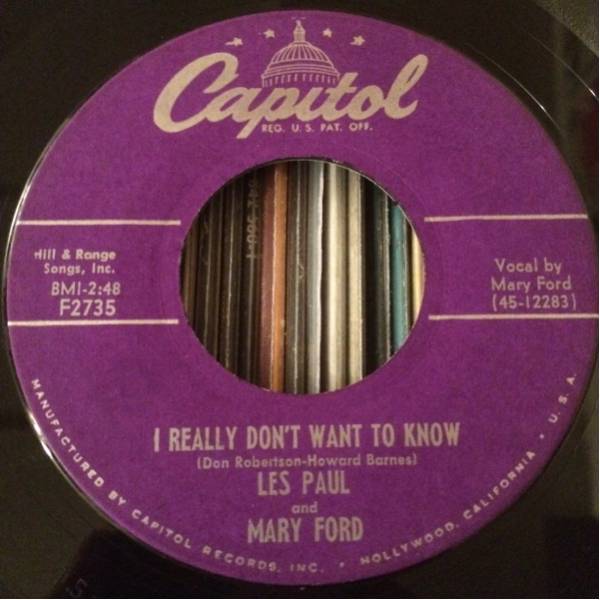 Capitol
REG. U.S. PAT. OFF.
Hill & Range
Songs, Inc.
BMI-2:48
F2735
Vocal by
Mary Ford
(45-12283)
I REALLY DON'T WANT TO KNOW
(Don Robertson-Howard Barnes)
LES PAUL
and
MARY FORD
MANUFACTURED BY CAPITOL RECORDS, INC. • HOLLYWOOD, CALIFORNIA • U.S.A.